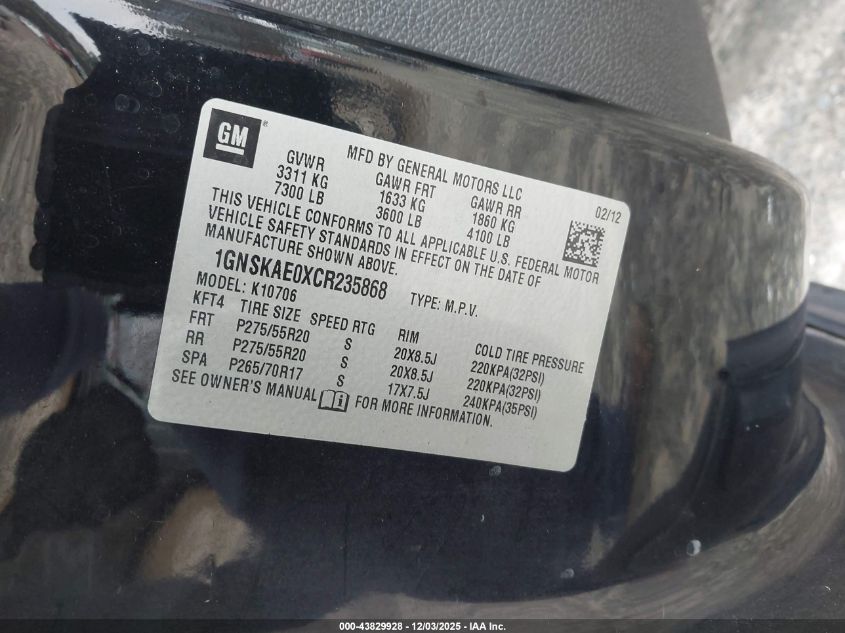 GM®
MFD BY GENERAL MOTORS LLC
02/12
GVWR GAWR FRT GAWR RR
3311 KG 1633 KG 1860 KG
7300 LB 3600 LB 4100 LB
THIS VEHICLE CONFORMS TO ALL APPLICABLE U.S. FEDERAL MOTOR
VEHICLE SAFETY STANDARDS IN EFFECT ON THE DATE OF
MANUFACTURE SHOWN ABOVE.
1GNSKAE0XCR235868
TYPE: M.P.V.
MODEL: K10706
KFT4 TIRE SIZE SPEED RTG RIM COLD TIRE PRESSURE
FRT P275/55R20 S 20X8.5J 220KPA(32PSI)
RR P275/55R20 S 20X8.5J 220KPA(32PSI)
SPA P265/70R17 S 17X7.5J 240KPA(35PSI)
SEE OWNER'S MANUAL FOR MORE INFORMATION.
000-43829928 - 12/03/2025 - IAA Inc.